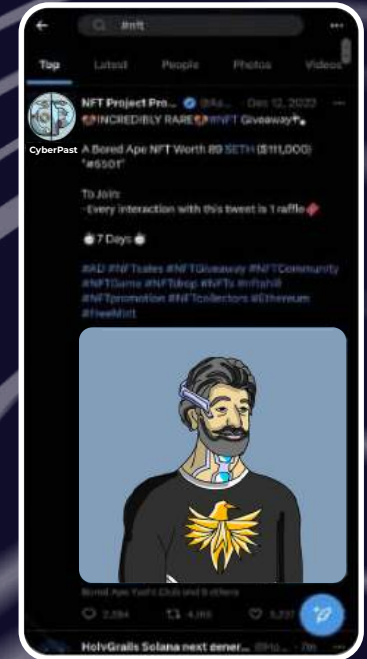 #nft
Top Latest People Photos Videos
NFT Project Pro... · Dec 12, 2022
INCREDIBLY RARE #NFT Giveaway
CyberPast
A Bored Ape NFT Worth 89 $ETH ($111,000)
"#6501"
To Join:
-Every interaction with this tweet is 1 raffle
7 Days
#AD #NFTsales #NFTGiveaway #NFTCommunity
#NFTGame #NFTdrop #NFTs #nftshill
#NFTpromotion #NFTcollectors #Ethereum
#FreeMint
Bored Ape Yacht Club and 9 others
HolyGrails Solana next gener... · 7m